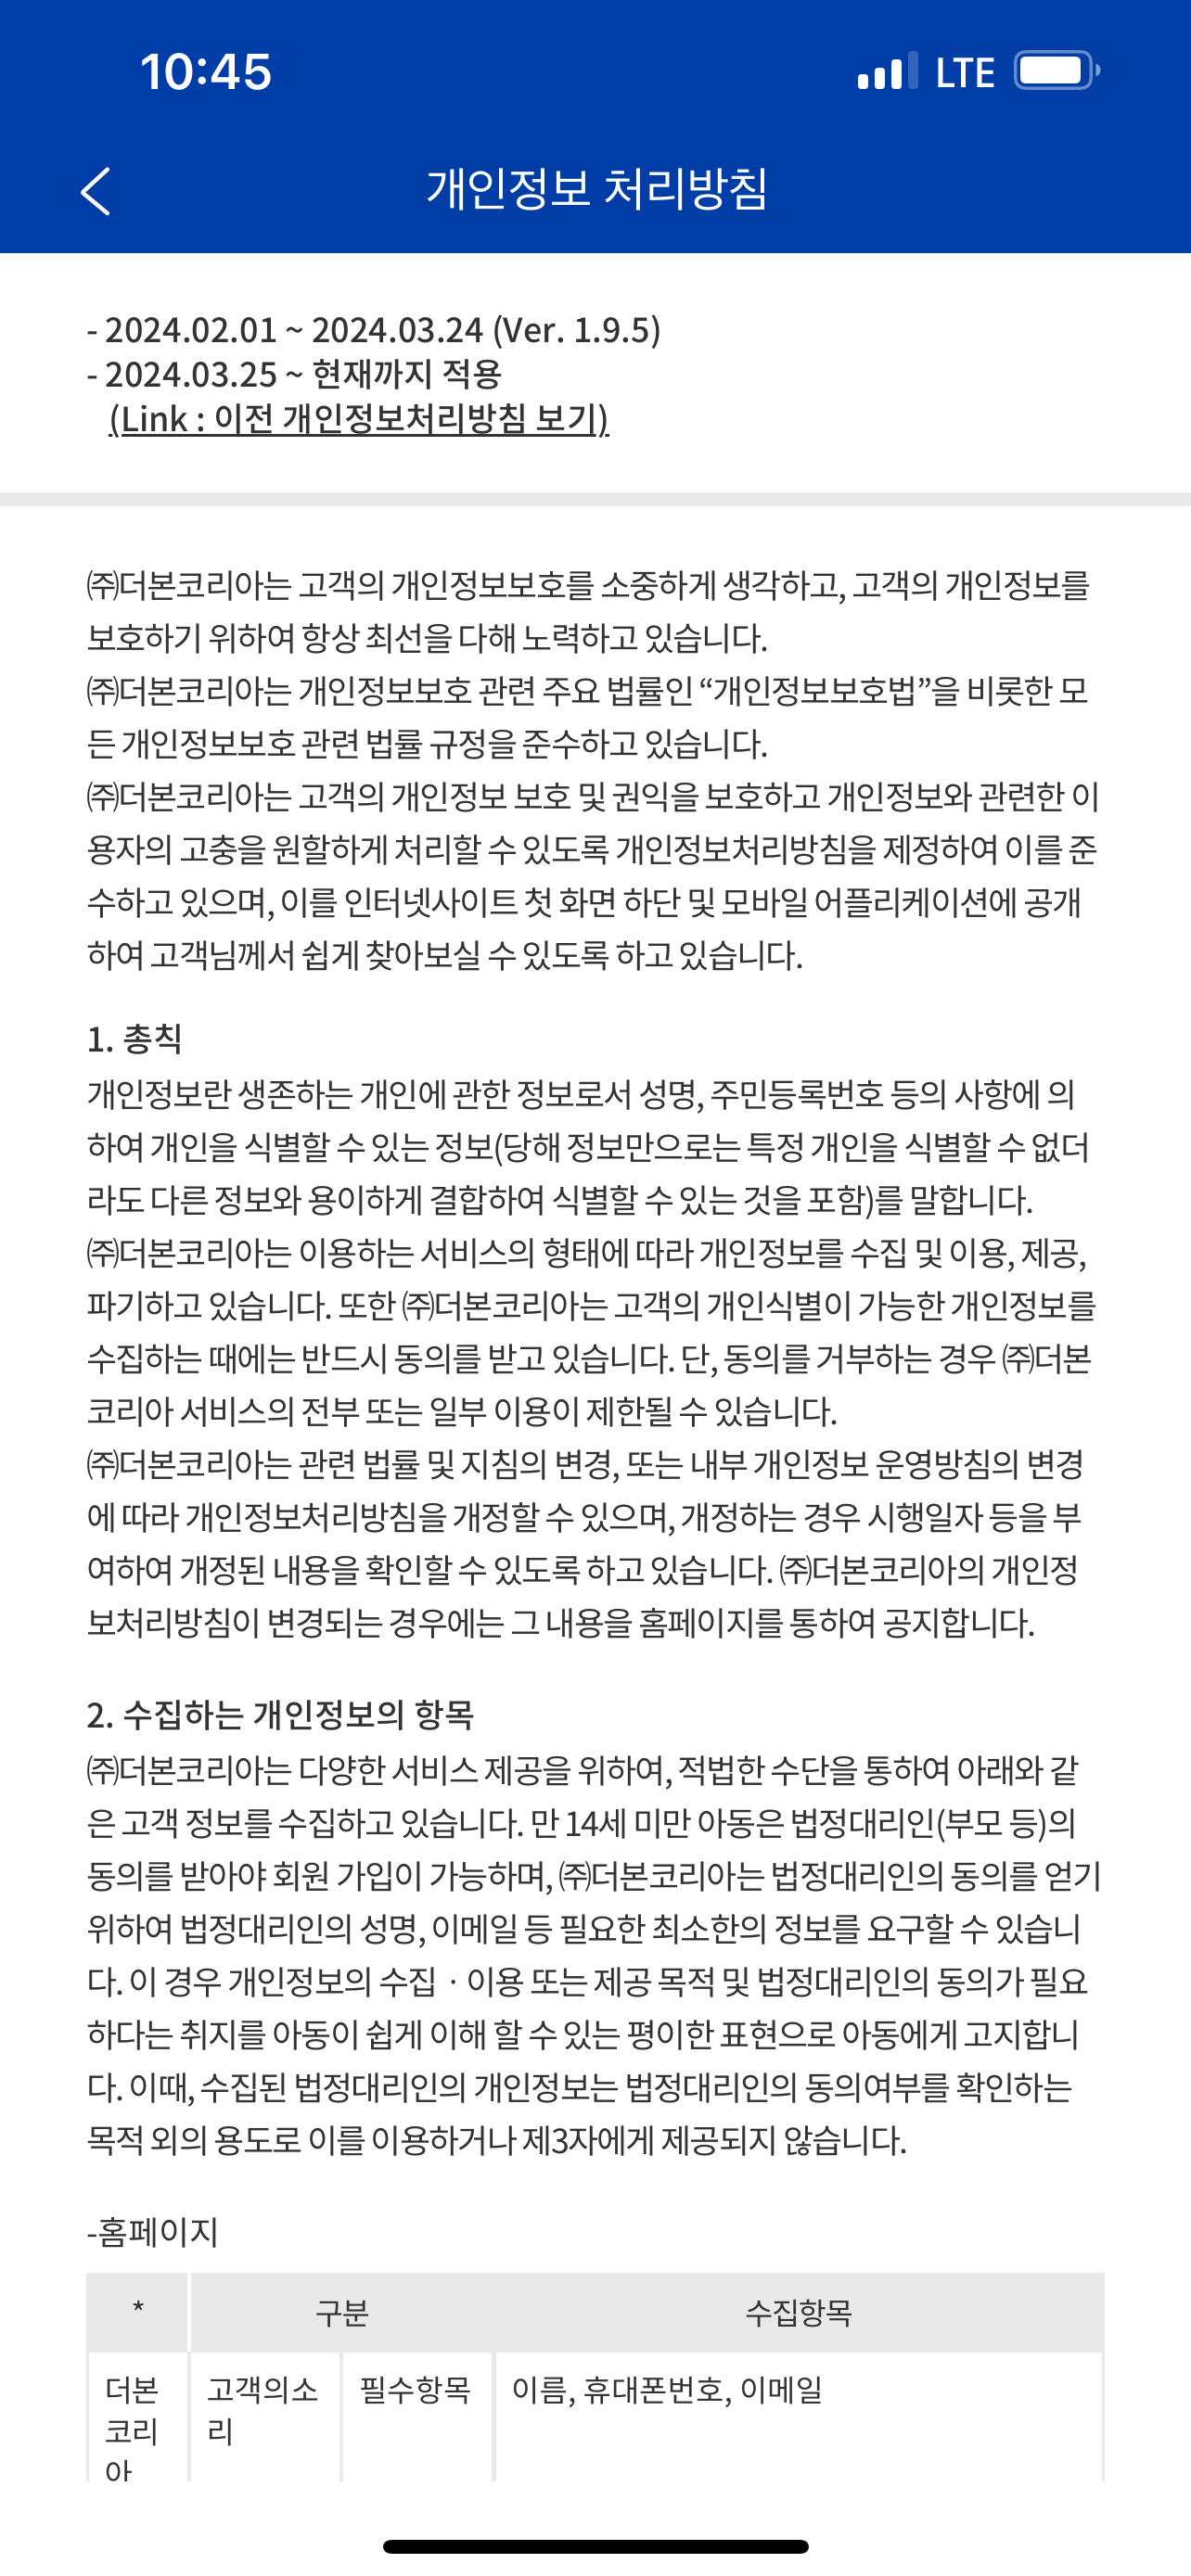 10:45
LTE
개인정보 처리방침
- 2024.02.01 ~ 2024.03.24 (Ver. 1.9.5)
- 2024.03.25 ~ 현재까지 적용
(Link : 이전 개인정보처리방침 보기)
㈜더본코리아는 고객의 개인정보보호를 소중하게 생각하고, 고객의 개인정보를
보호하기 위하여 항상 최선을 다해 노력하고 있습니다.
㈜더본코리아는 개인정보보호 관련 주요 법률인 “개인정보보호법”을 비롯한 모
든 개인정보보호 관련 법률 규정을 준수하고 있습니다.
㈜더본코리아는 고객의 개인정보 보호 및 권익을 보호하고 개인정보와 관련한 이
용자의 고충을 원할하게 처리할 수 있도록 개인정보처리방침을 제정하여 이를 준
수하고 있으며, 이를 인터넷사이트 첫 화면 하단 및 모바일 어플리케이션에 공개
하여 고객님께서 쉽게 찾아보실 수 있도록 하고 있습니다.
1. 총칙
개인정보란 생존하는 개인에 관한 정보로서 성명, 주민등록번호 등의 사항에 의
하여 개인을 식별할 수 있는 정보(당해 정보만으로는 특정 개인을 식별할 수 없더
라도 다른 정보와 용이하게 결합하여 식별할 수 있는 것을 포함)를 말합니다.
㈜더본코리아는 이용하는 서비스의 형태에 따라 개인정보를 수집 및 이용, 제공,
파기하고 있습니다. 또한 ㈜더본코리아는 고객의 개인식별이 가능한 개인정보를
수집하는 때에는 반드시 동의를 받고 있습니다. 단, 동의를 거부하는 경우 ㈜더본
코리아 서비스의 전부 또는 일부 이용이 제한될 수 있습니다.
㈜더본코리아는 관련 법률 및 지침의 변경, 또는 내부 개인정보 운영방침의 변경
에 따라 개인정보처리방침을 개정할 수 있으며, 개정하는 경우 시행일자 등을 부
여하여 개정된 내용을 확인할 수 있도록 하고 있습니다. ㈜더본코리아의 개인정
보처리방침이 변경되는 경우에는 그 내용을 홈페이지를 통하여 공지합니다.
2. 수집하는 개인정보의 항목
㈜더본코리아는 다양한 서비스 제공을 위하여, 적법한 수단을 통하여 아래와 같
은 고객 정보를 수집하고 있습니다. 만 14세 미만 아동은 법정대리인(부모 등)의
동의를 받아야 회원 가입이 가능하며, ㈜더본코리아는 법정대리인의 동의를 얻기
위하여 법정대리인의 성명, 이메일 등 필요한 최소한의 정보를 요구할 수 있습니
다. 이 경우 개인정보의 수집ㆍ이용 또는 제공 목적 및 법정대리인의 동의가 필요
하다는 취지를 아동이 쉽게 이해 할 수 있는 평이한 표현으로 아동에게 고지합니
다. 이때, 수집된 법정대리인의 개인정보는 법정대리인의 동의여부를 확인하는
목적 외의 용도로 이를 이용하거나 제3자에게 제공되지 않습니다.
-홈페이지
* 구분 수집항목
더본 고객의소 필수항목 이름, 휴대폰번호, 이메일
코리 리
아